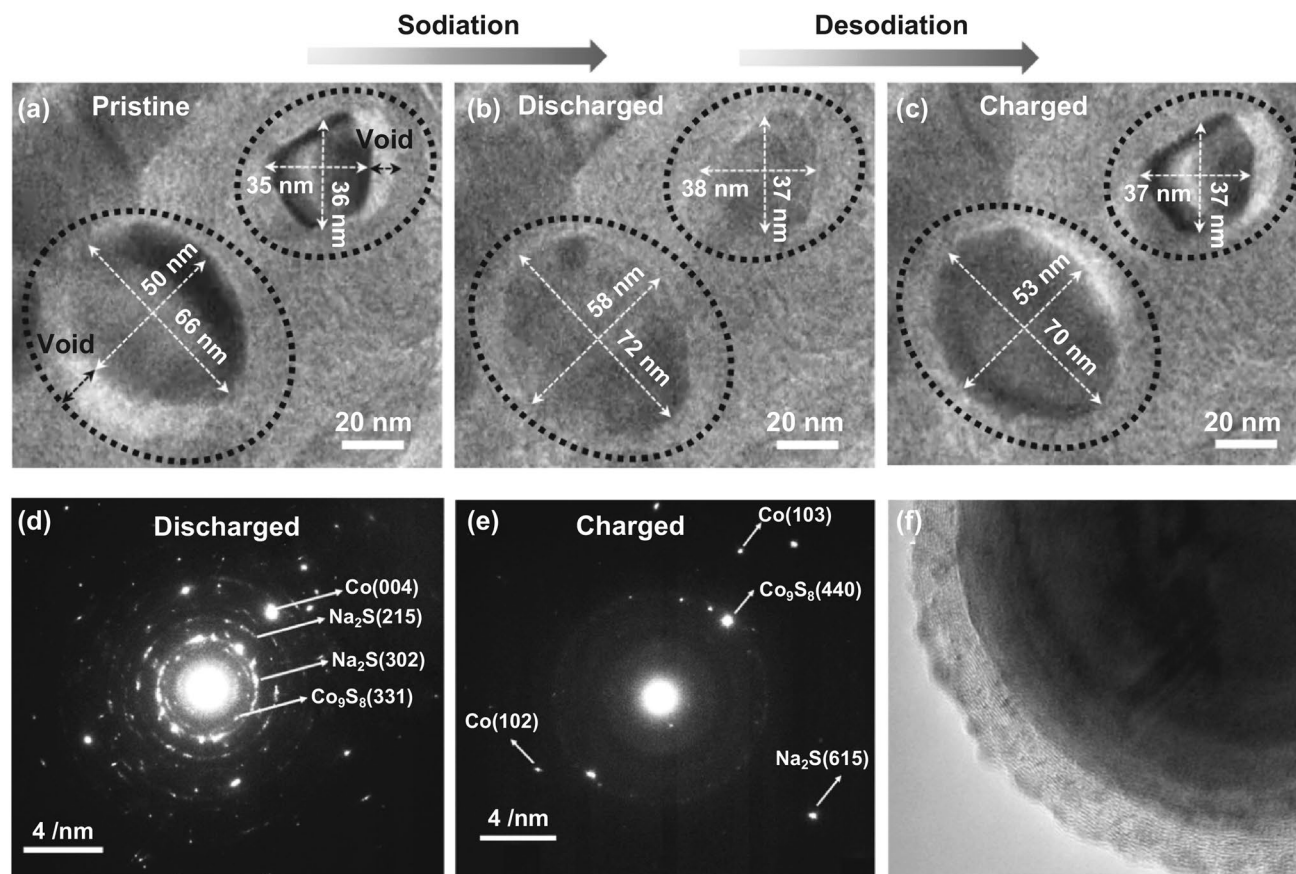 Sodiation
Desodiation
(a) Pristine
Void
35 nm
36 nm
50 nm
66 nm
Void
20 nm
(b) Discharged
38 nm
37 nm
58 nm
72 nm
20 nm
(c) Charged
37 nm
37 nm
53 nm
70 nm
20 nm
(d) Discharged
Co(004)
Na₂S(215)
Na₂S(302)
Co₉S₈(331)
4 /nm
(e) Charged
Co(103)
Co₉S₈(440)
Co(102)
Na₂S(615)
4 /nm
(f)